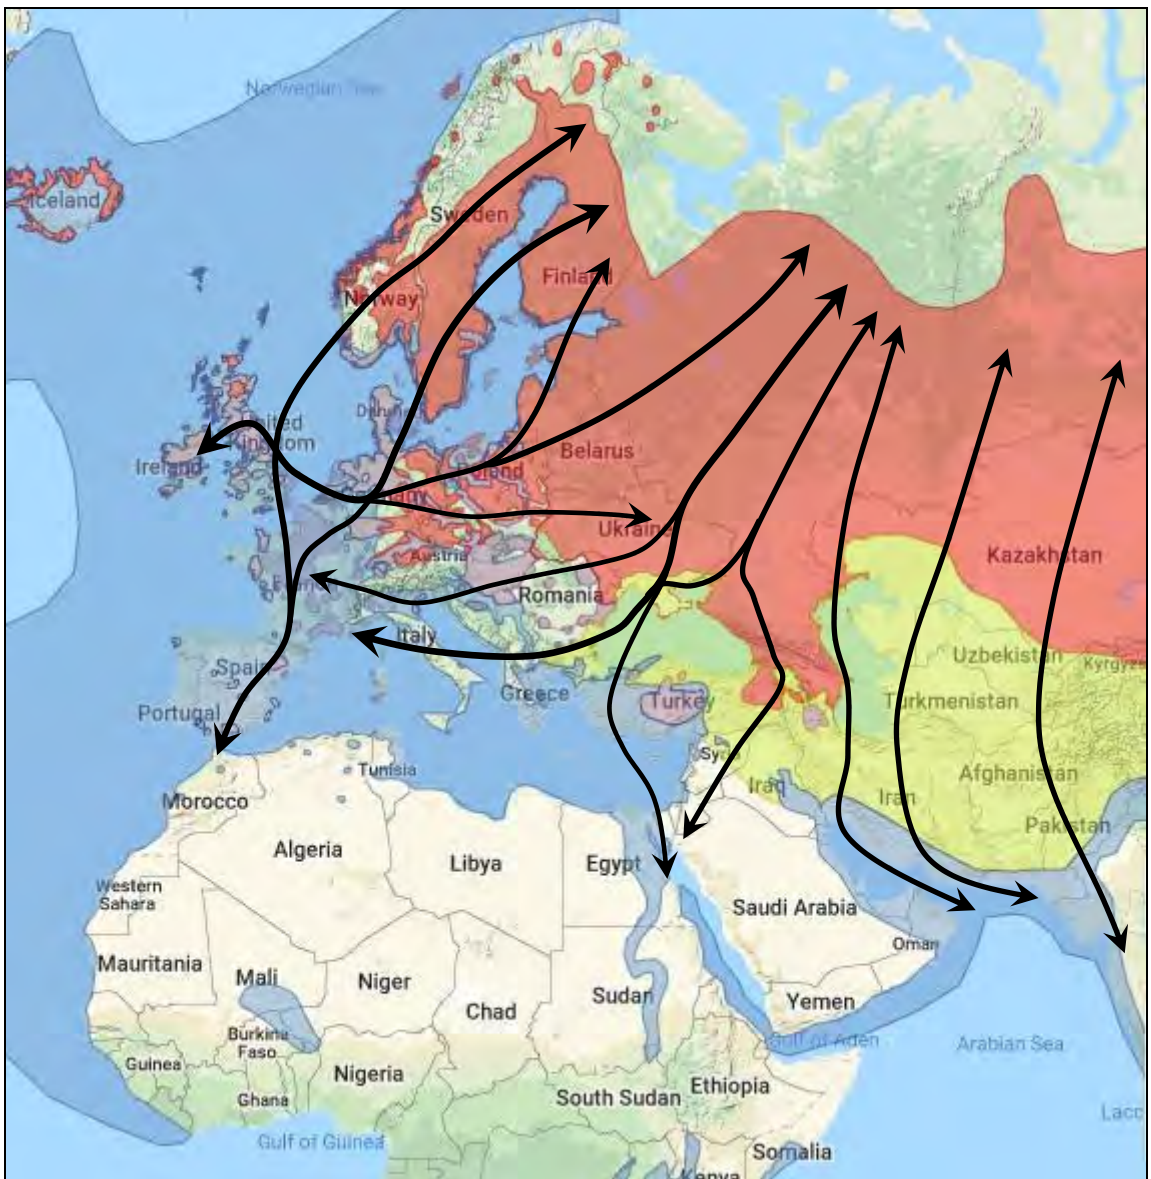 Norwegian Sea
Iceland
Sweden
Finland
Norway
United
Kingdom
Ireland
Belarus
Ukraine
Austria
Kazakhstan
Romania
Italy
Spain
Greece
Turkey
Portugal
Uzbekistan
Turkmenistan
Tunisia
Iraq
Iran
Afghanistan
Pakistan
Morocco
Algeria
Libya
Egypt
Western
Sahara
Saudi Arabia
Oman
Mauritania
Mali
Niger
Chad
Sudan
Yemen
Burkina
Faso
Gulf of Aden
Arabian Sea
Guinea
Nigeria
Ghana
South Sudan
Ethiopia
Lacc
Gulf of Guinea
Somalia
Kenya